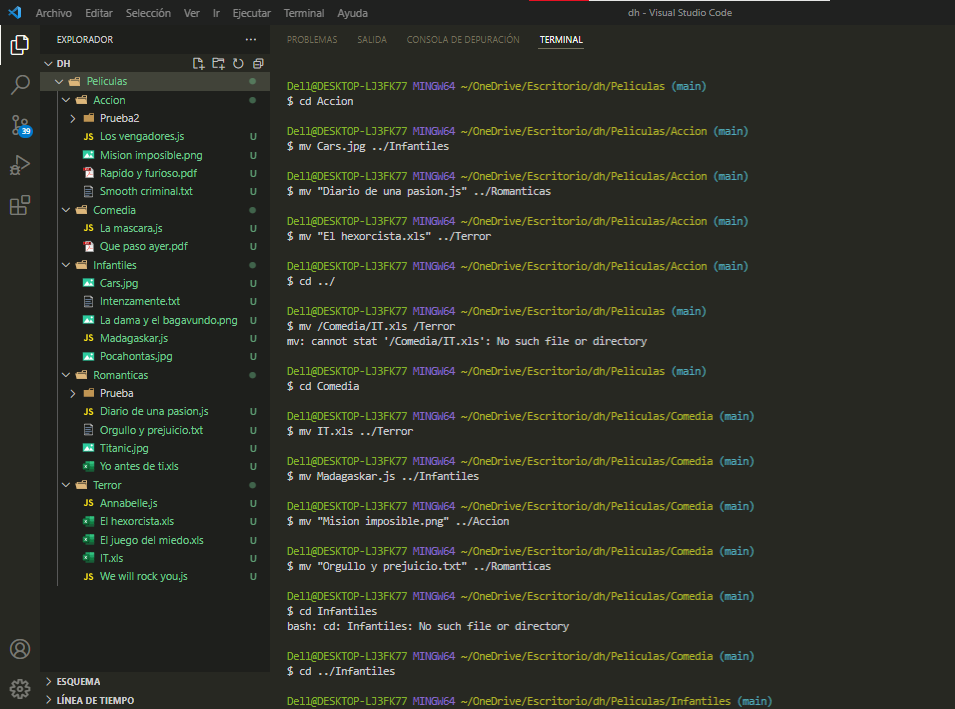 Archivo Editar Selección Ver Ir Ejecutar Terminal Ayuda
dh - Visual Studio Code
EXPLORADOR
DH
Peliculas
Accion
Prueba2
JS Los vengadores.js U
Mision imposible.png U
Rapido y furioso.pdf U
Smooth criminal.txt U
Comedia
JS La mascara.js U
Que paso ayer.pdf U
Infantiles
Cars.jpg U
Intenzamente.txt U
La dama y el bagavundo.png U
JS Madagaskar.js U
Pocahontas.jpg U
Romanticas
Prueba
JS Diario de una pasion.js U
Orgullo y prejuicio.txt U
Titanic.jpg U
Yo antes de ti.xls U
Terror
JS Annabelle.js U
El hexorcista.xls U
El juego del miedo.xls U
IT.xls U
JS We will rock you.js U
ESQUEMA
LÍNEA DE TIEMPO
39
PROBLEMAS SALIDA CONSOLA DE DEPURACIÓN TERMINAL
Dell@DESKTOP-LJ3FK77 MINGW64 ~/OneDrive/Escritorio/dh/Peliculas (main)
$ cd Accion
Dell@DESKTOP-LJ3FK77 MINGW64 ~/OneDrive/Escritorio/dh/Peliculas/Accion (main)
$ mv Cars.jpg ../Infantiles
Dell@DESKTOP-LJ3FK77 MINGW64 ~/OneDrive/Escritorio/dh/Peliculas/Accion (main)
$ mv "Diario de una pasion.js" ../Romanticas
Dell@DESKTOP-LJ3FK77 MINGW64 ~/OneDrive/Escritorio/dh/Peliculas/Accion (main)
$ mv "El hexorcista.xls" ../Terror
Dell@DESKTOP-LJ3FK77 MINGW64 ~/OneDrive/Escritorio/dh/Peliculas/Accion (main)
$ cd ../
Dell@DESKTOP-LJ3FK77 MINGW64 ~/OneDrive/Escritorio/dh/Peliculas (main)
$ mv /Comedia/IT.xls /Terror
mv: cannot stat '/Comedia/IT.xls': No such file or directory
Dell@DESKTOP-LJ3FK77 MINGW64 ~/OneDrive/Escritorio/dh/Peliculas (main)
$ cd Comedia
Dell@DESKTOP-LJ3FK77 MINGW64 ~/OneDrive/Escritorio/dh/Peliculas/Comedia (main)
$ mv IT.xls ../Terror
Dell@DESKTOP-LJ3FK77 MINGW64 ~/OneDrive/Escritorio/dh/Peliculas/Comedia (main)
$ mv Madagaskar.js ../Infantiles
Dell@DESKTOP-LJ3FK77 MINGW64 ~/OneDrive/Escritorio/dh/Peliculas/Comedia (main)
$ mv "Mision imposible.png" ../Accion
Dell@DESKTOP-LJ3FK77 MINGW64 ~/OneDrive/Escritorio/dh/Peliculas/Comedia (main)
$ mv "Orgullo y prejuicio.txt" ../Romanticas
Dell@DESKTOP-LJ3FK77 MINGW64 ~/OneDrive/Escritorio/dh/Peliculas/Comedia (main)
$ cd Infantiles
bash: cd: Infantiles: No such file or directory
Dell@DESKTOP-LJ3FK77 MINGW64 ~/OneDrive/Escritorio/dh/Peliculas/Comedia (main)
$ cd ../Infantiles
Dell@DESKTOP-LJ3FK77 MINGW64 ~/OneDrive/Escritorio/dh/Peliculas/Infantiles (main)